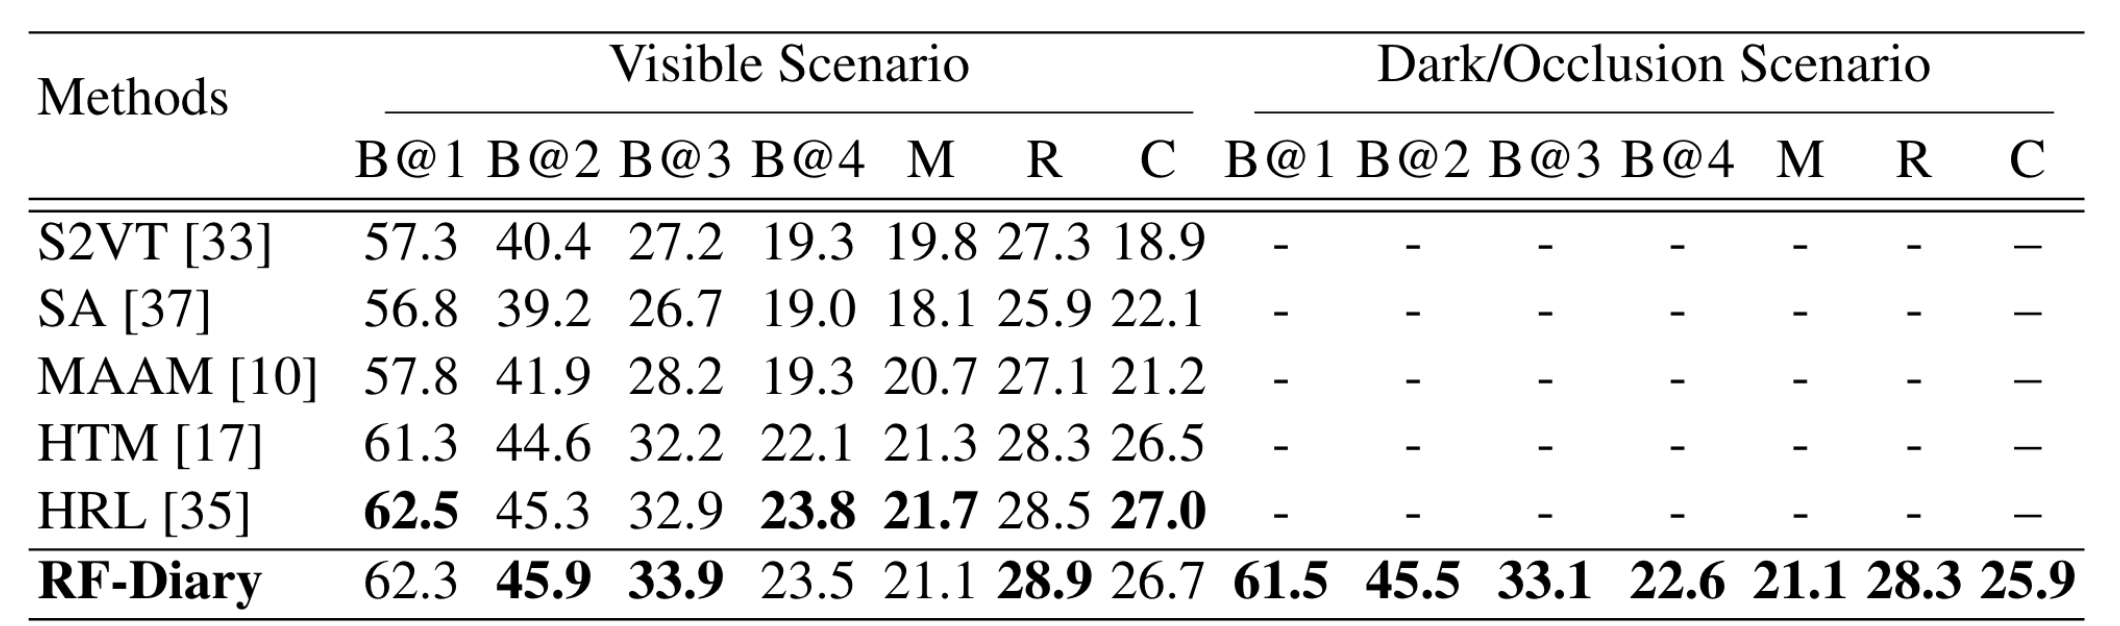 Methods Visible Scenario Dark/Occlusion Scenario
B@1 B@2 B@3 B@4 M R C B@1 B@2 B@3 B@4 M R C
S2VT [33] 57.3 40.4 27.2 19.3 19.8 27.3 18.9 - - - - - - –
SA [37] 56.8 39.2 26.7 19.0 18.1 25.9 22.1 - - - - - - –
MAAM [10] 57.8 41.9 28.2 19.3 20.7 27.1 21.2 - - - - - - –
HTM [17] 61.3 44.6 32.2 22.1 21.3 28.3 26.5 - - - - - - –
HRL [35] 62.5 45.3 32.9 23.8 21.7 28.5 27.0 - - - - - - –
RF-Diary 62.3 45.9 33.9 23.5 21.1 28.9 26.7 61.5 45.5 33.1 22.6 21.1 28.3 25.9